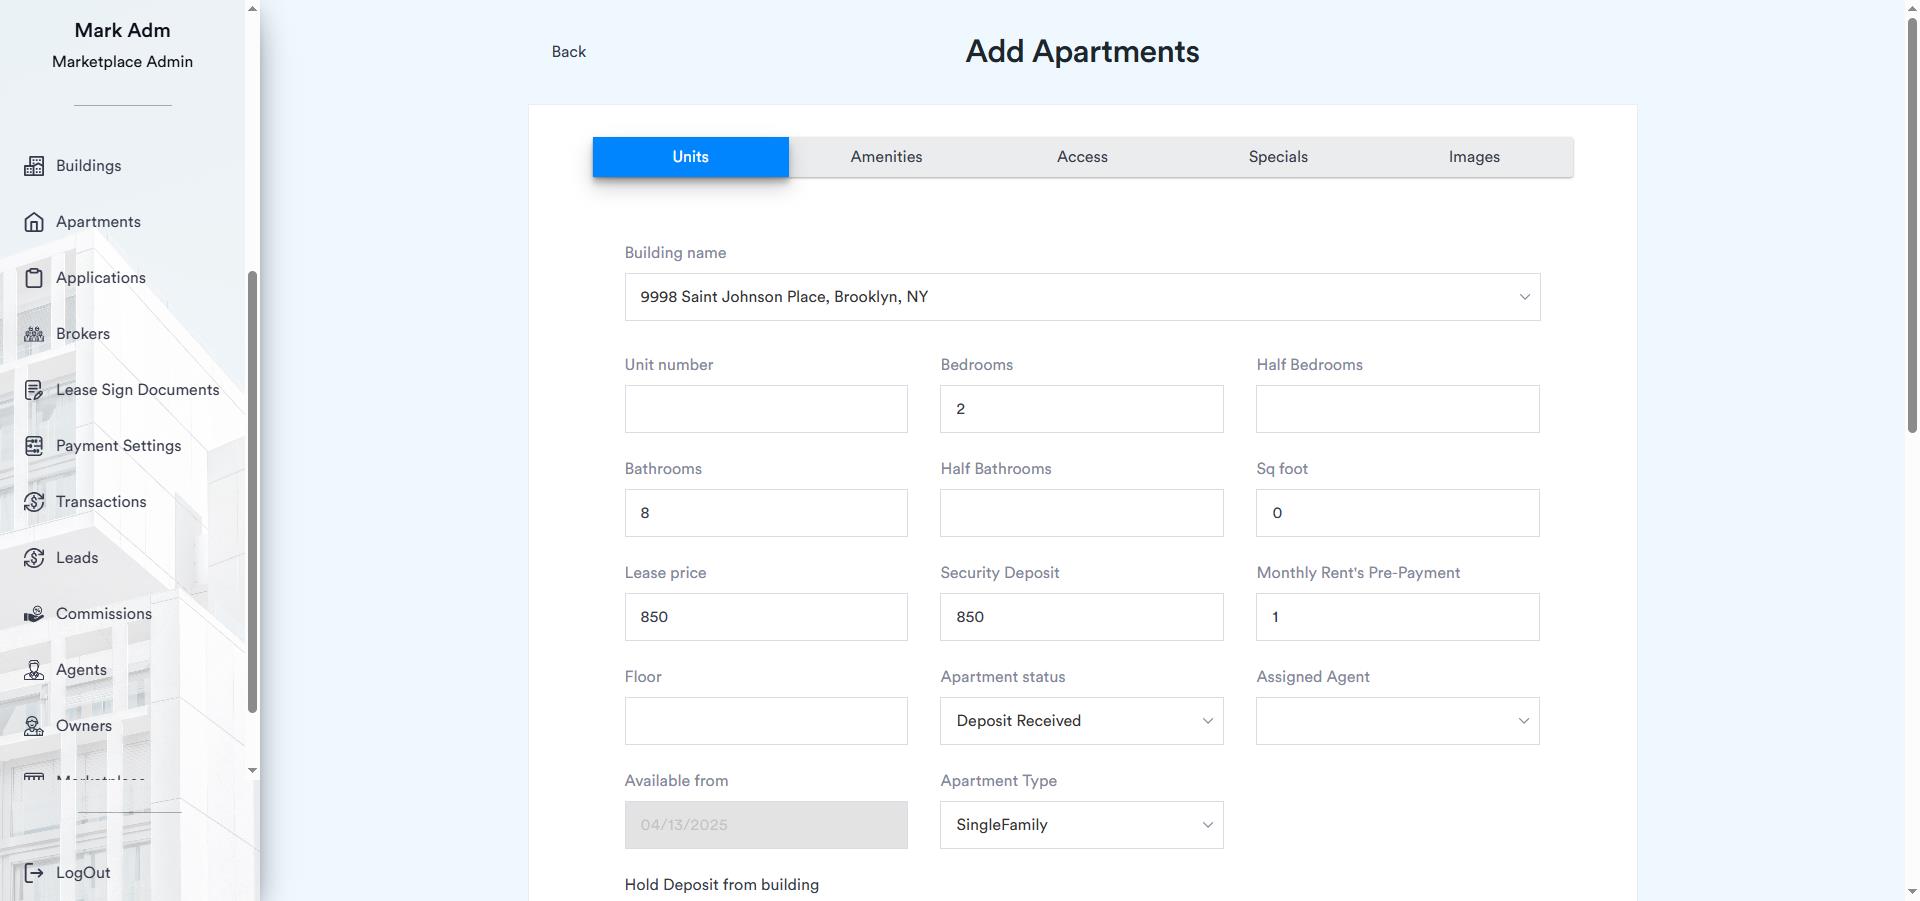 Mark Adm
Marketplace Admin
Buildings
Apartments
Applications
Brokers
Lease Sign Documents
Payment Settings
Transactions
Leads
Commissions
Agents
Owners
Marketplace
LogOut
Back
Add Apartments
Units Amenities Access Specials Images
Building name
9998 Saint Johnson Place, Brooklyn, NY
Unit number Bedrooms Half Bedrooms
2
Bathrooms Half Bathrooms Sq foot
8 0
Lease price Security Deposit Monthly Rent's Pre-Payment
850 850 1
Floor Apartment status Assigned Agent
Deposit Received
Available from Apartment Type
04/13/2025 SingleFamily
Hold Deposit from building